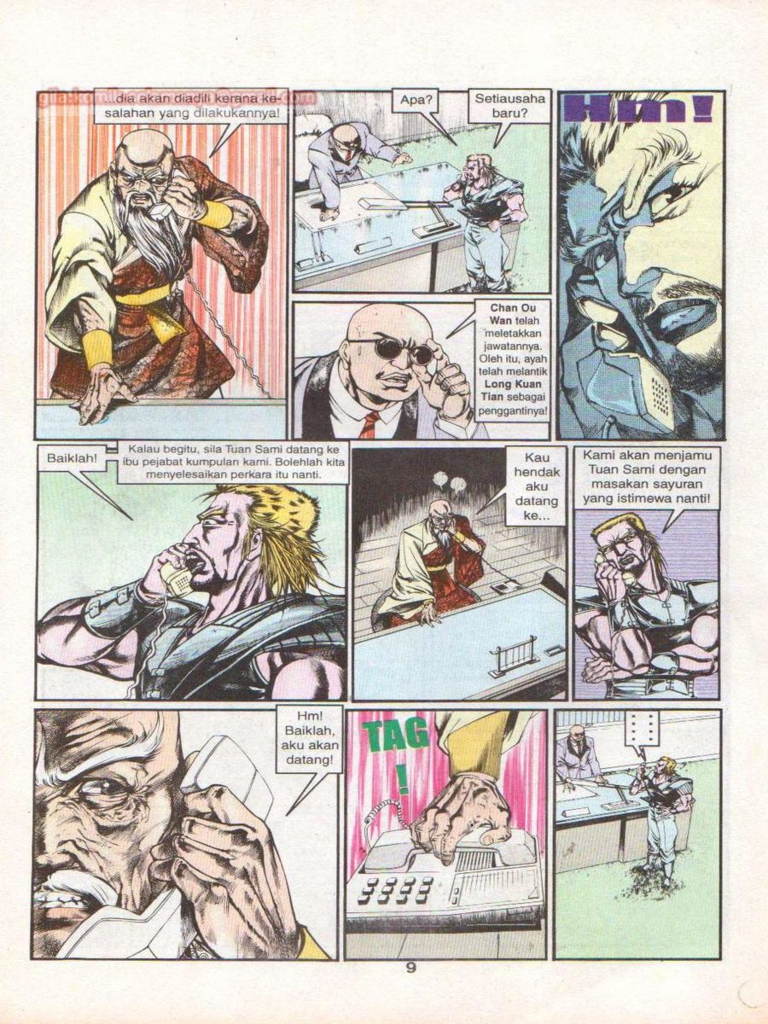 ...dia akan diadili kerana ke-
salahan yang dilakukannya!
Apa?
Setiausaha
baru?
Hm!
Chan Ou
Wan telah
meletakkan
jawatannya.
Oleh itu, ayah
telah melantik
Long Kuan
Tian sebagai
penggantinya!
Baiklah!
Kalau begitu, sila Tuan Sami datang ke
ibu pejabat kumpulan kami. Bolehlah kita
menyelesaikan perkara itu nanti.
Kau
hendak
aku
datang
ke...
Kami akan menjamu
Tuan Sami dengan
masakan sayuran
yang istimewa nanti!
Hm!
Baiklah,
aku akan
datang!
TAG
!
9